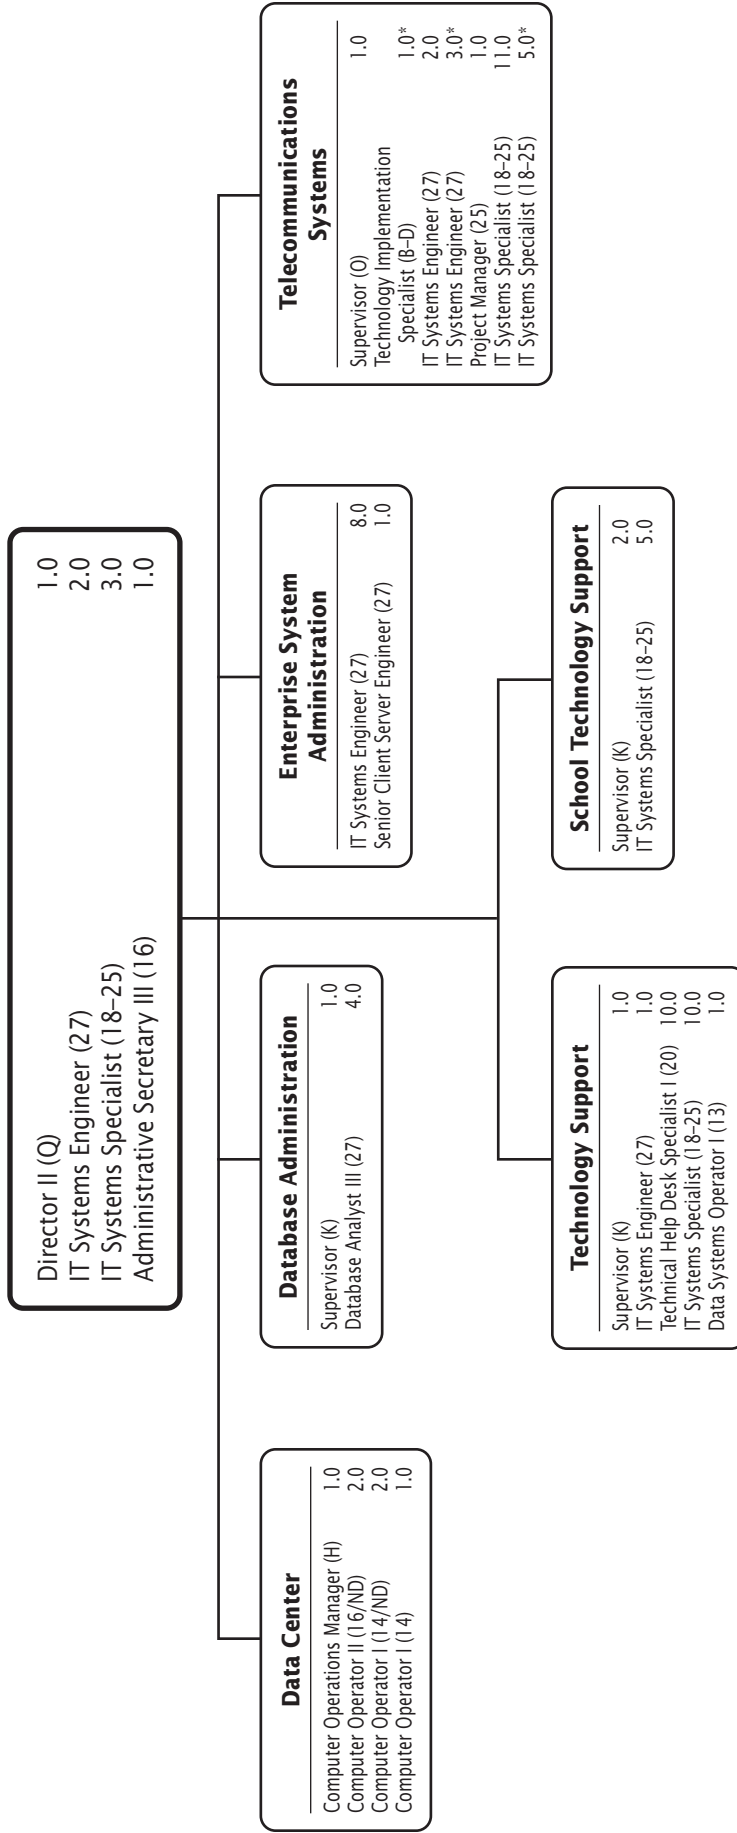 Director II (Q) 1.0
IT Systems Engineer (27) 2.0
IT Systems Specialist (18–25) 3.0
Administrative Secretary III (16) 1.0
Data Center
Computer Operations Manager (H) 1.0
Computer Operator II (16/ND) 2.0
Computer Operator I (14/ND) 2.0
Computer Operator I (14) 1.0
Database Administration
Supervisor (K) 1.0
Database Analyst III (27) 4.0
Enterprise System
Administration
IT Systems Engineer (27) 8.0
Senior Client Server Engineer (27) 1.0
Telecommunications
Systems
Supervisor (O) 1.0
Technology Implementation
Specialist (B–D) 1.0*
IT Systems Engineer (27) 2.0
IT Systems Engineer (27) 3.0*
Project Manager (25) 1.0
IT Systems Specialist (18–25) 11.0
IT Systems Specialist (18–25) 5.0*
Technology Support
Supervisor (K) 1.0
IT Systems Engineer (27) 1.0
Technical Help Desk Specialist I (20) 10.0
IT Systems Specialist (18–25) 10.0
Data Systems Operator I (13) 1.0
School Technology Support
Supervisor (K) 2.0
IT Systems Specialist (18–25) 5.0